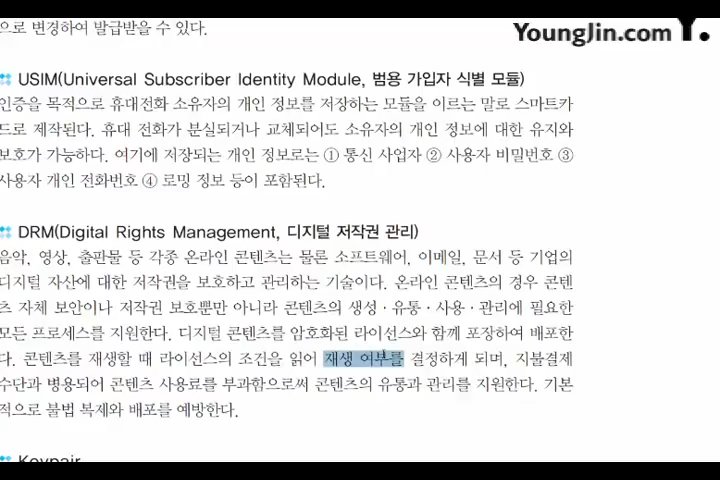 으로 변경하여 발급받을 수 있다.
YoungJin.com Y.
USIM(Universal Subscriber Identity Module, 범용 가입자 식별 모듈)
인증을 목적으로 휴대전화 소유자의 개인 정보를 저장하는 모듈을 이르는 말로 스마트카
드로 제작된다. 휴대 전화가 분실되거나 교체되어도 소유자의 개인 정보에 대한 유지와
보호가 가능하다. 여기에 저장되는 개인 정보로는 ① 통신 사업자 ② 사용자 비밀번호 ③
사용자 개인 전화번호 ④ 로밍 정보 등이 포함된다.
DRM(Digital Rights Management, 디지털 저작권 관리)
음악, 영상, 출판물 등 각종 온라인 콘텐츠는 물론 소프트웨어, 이메일, 문서 등 기업의
디지털 자산에 대한 저작권을 보호하고 관리하는 기술이다. 온라인 콘텐츠의 경우 콘텐
츠 자체 보안이나 저작권 보호뿐만 아니라 콘텐츠의 생성·유통·사용·관리에 필요한
모든 프로세스를 지원한다. 디지털 콘텐츠를 암호화된 라이선스와 함께 포장하여 배포한
다. 콘텐츠를 재생할 때 라이선스의 조건을 읽어 재생 여부를 결정하게 되며, 지불결제
수단과 병용되어 콘텐츠 사용료를 부과함으로써 콘텐츠의 유통과 관리를 지원한다. 기본
적으로 불법 복제와 배포를 예방한다.
Keypair